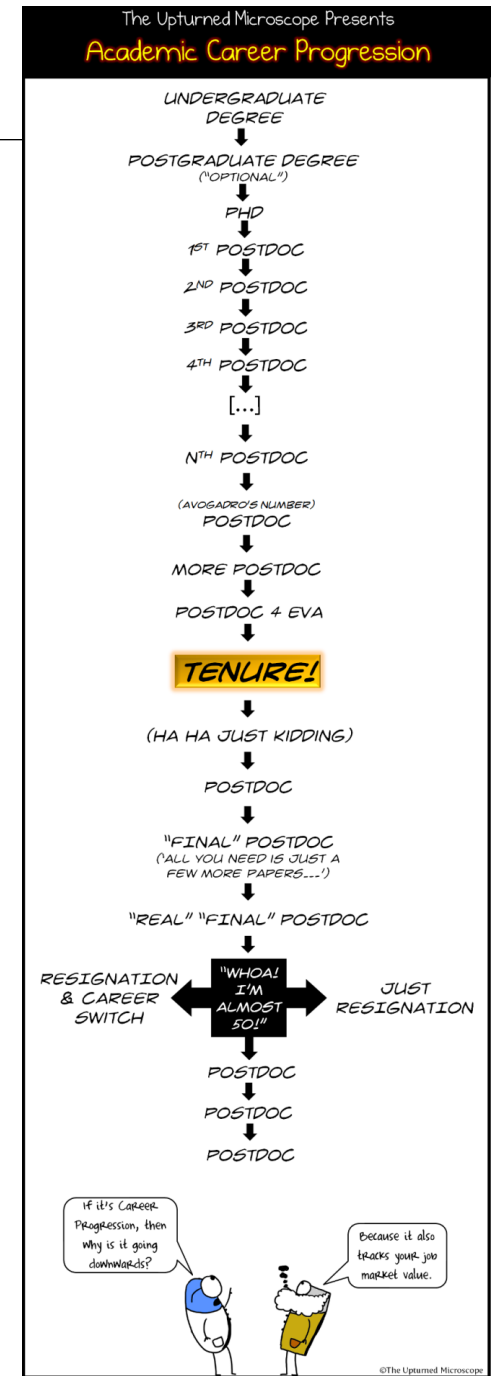 The Upturned Microscope Presents
Academic Career Progression
UNDERGRADUATE
DEGREE
POSTGRADUATE DEGREE
("OPTIONAL")
PHD
1ST POSTDOC
2ND POSTDOC
3RD POSTDOC
4TH POSTDOC
[...]
NTH POSTDOC
(AVOGADRO'S NUMBER)
POSTDOC
MORE POSTDOC
POSTDOC 4 EVA
TENURE!
(HA HA JUST KIDDING)
POSTDOC
"FINAL" POSTDOC
('ALL YOU NEED IS JUST A
FEW MORE PAPERS...')
"REAL" "FINAL" POSTDOC
"WHOA!
I'M
ALMOST
50!"
RESIGNATION
& CAREER
SWITCH
JUST
RESIGNATION
POSTDOC
POSTDOC
POSTDOC
If it's Career
Progression, then
why is it going
downwards?
Because it also
tracks your job
market value.
©The Upturned Microscope